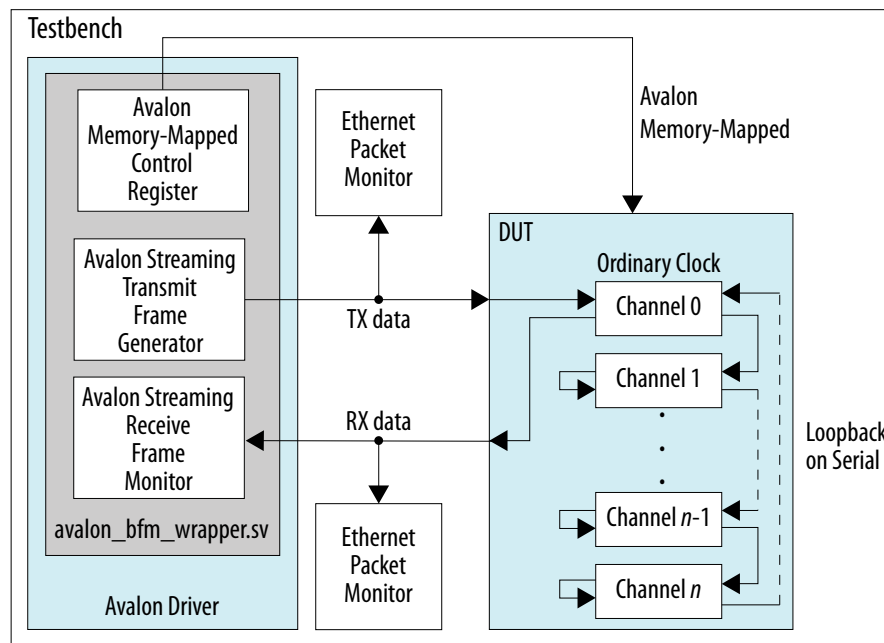 Testbench
Avalon
Memory-Mapped
Control
Register
Avalon Streaming
Transmit
Frame
Generator
Avalon Streaming
Receive
Frame
Monitor
avalon_bfm_wrapper.sv
Avalon Driver
Ethernet
Packet
Monitor
TX data
RX data
Ethernet
Packet
Monitor
Avalon
Memory-Mapped
DUT
Ordinary Clock
Channel 0
Channel 1
Channel n-1
Channel n
Loopback
on Serial